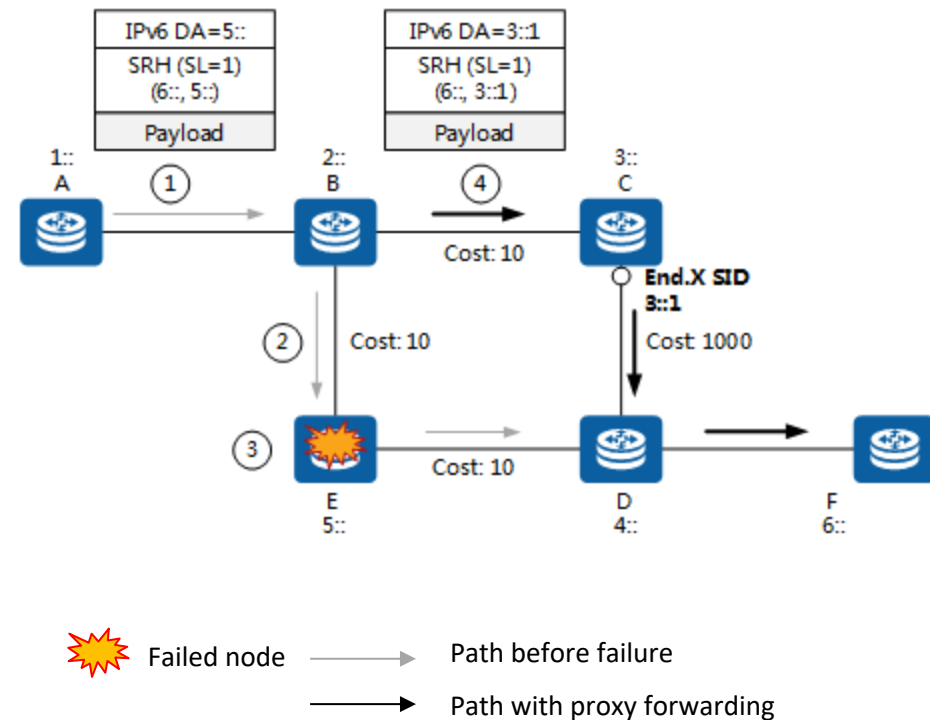 IPv6 DA=5::
SRH (SL=1)
(6::, 5::)
Payload
IPv6 DA=3::1
SRH (SL=1)
(6::, 3::1)
Payload
1::
A
1
2::
B
4
3::
C
Cost: 10
End.X SID
3::1
2
Cost: 10
Cost: 1000
3
Cost: 10
E
5::
D
4::
F
6::
Failed node
Path before failure
Path with proxy forwarding